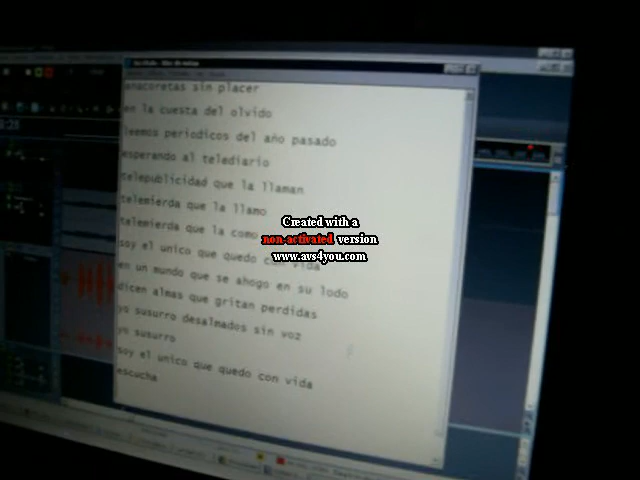 anacoretas sin placer
en la cuesta del olvido
leemos periodicos del año pasado
esperando al telediario
telepublicidad que la llaman
telemierda que la llamo
telemierda que la como
soy el unico que quedo con vida
en un mundo que se ahogo en su lodo
dicen almas que gritan perdidas
yo susurro desalmados sin voz
yo susurro
soy el unico que quedo con vida
escucha
Created with a
non-activated version
www.avs4you.com